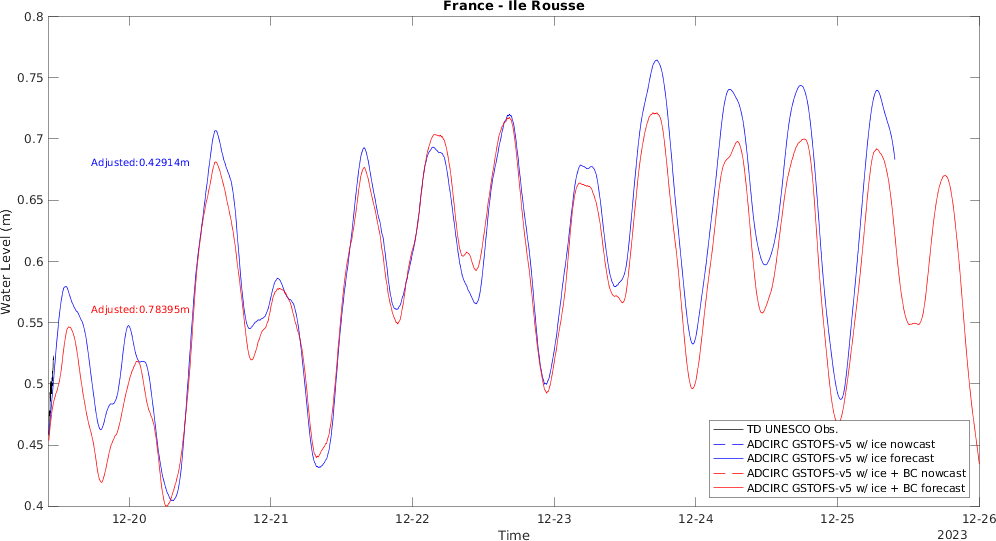 France - Ile Rousse
0.8
0.75
0.7
0.65
0.6
0.55
0.5
0.45
0.4
Water Level (m)
Adjusted:0.42914m
Adjusted:0.78395m
TD UNESCO Obs.
ADCIRC GSTOFS-v5 w/ ice nowcast
ADCIRC GSTOFS-v5 w/ ice forecast
ADCIRC GSTOFS-v5 w/ ice + BC nowcast
ADCIRC GSTOFS-v5 w/ ice + BC forecast
12-20
12-21
12-22
12-23
12-24
12-25
12-26
Time
2023